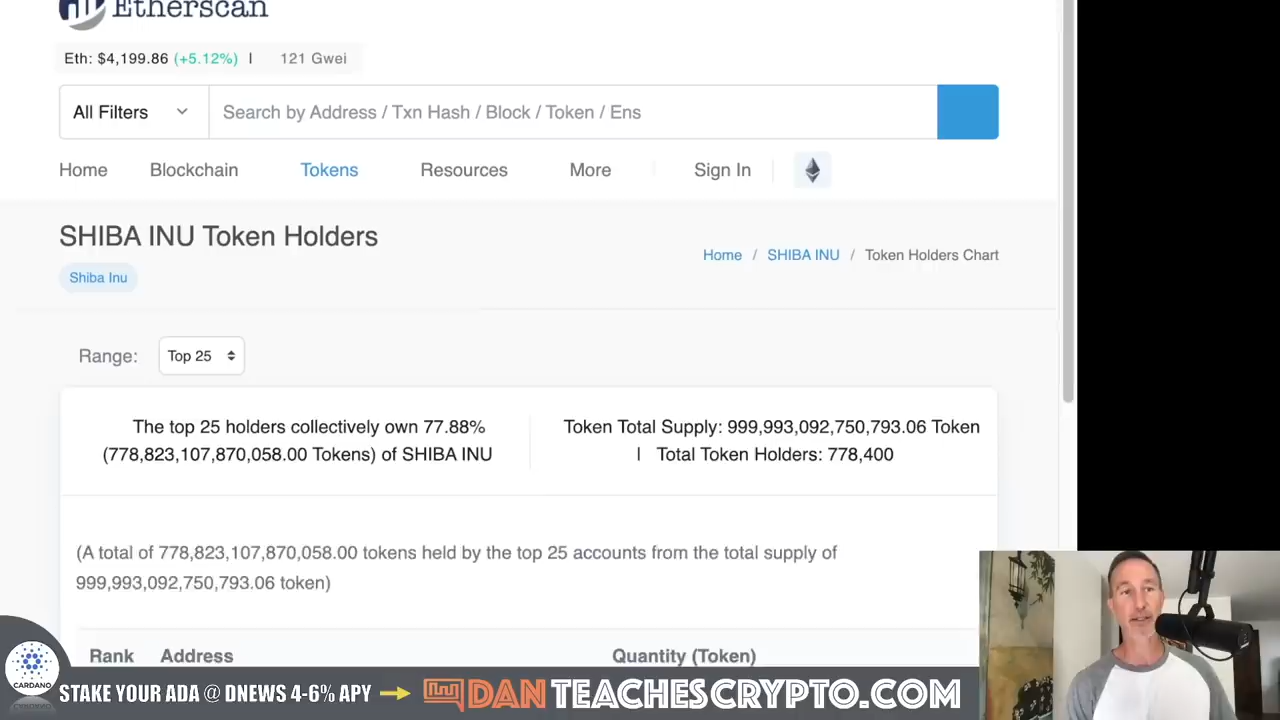 Etherscan
Eth: $4,199.86 (+5.12%) | 121 Gwei
All Filters
Search by Address / Txn Hash / Block / Token / Ens
Home Blockchain Tokens Resources More Sign In
SHIBA INU Token Holders
Shiba Inu
Home / SHIBA INU / Token Holders Chart
Range: Top 25
The top 25 holders collectively own 77.88%
(778,823,107,870,058.00 Tokens) of SHIBA INU
Token Total Supply: 999,993,092,750,793.06 Token
| Total Token Holders: 778,400
(A total of 778,823,107,870,058.00 tokens held by the top 25 accounts from the total supply of
999,993,092,750,793.06 token)
Rank Address Quantity (Token)
CARDANO
STAKE YOUR ADA @ DNEWS 4-6% APY
DANTEACHESCRYPTO.COM